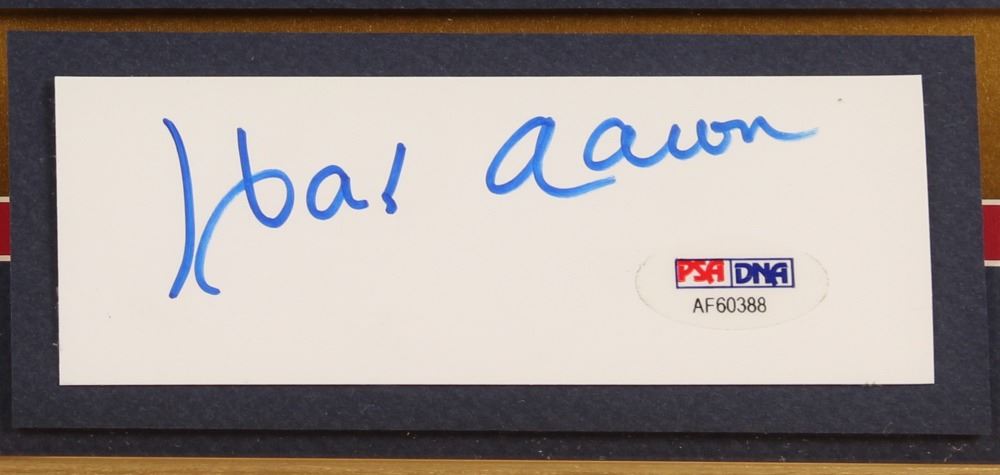 Hank Aaron
PSA DNA
AF60388